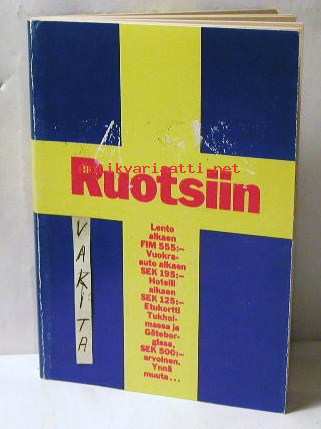 antikvariaatti.net
Ruotsiin
Lento
alkaen
FIM 555:–
Vuokra-
auto alkaen
SEK 195:–
Hotelli
alkaen
SEK 125:–
Etukortti
Tukhol-
massa ja
Götebor-
gissa,
SEK 500:–
arvoinen.
Ynnä
muuta...
VARITA